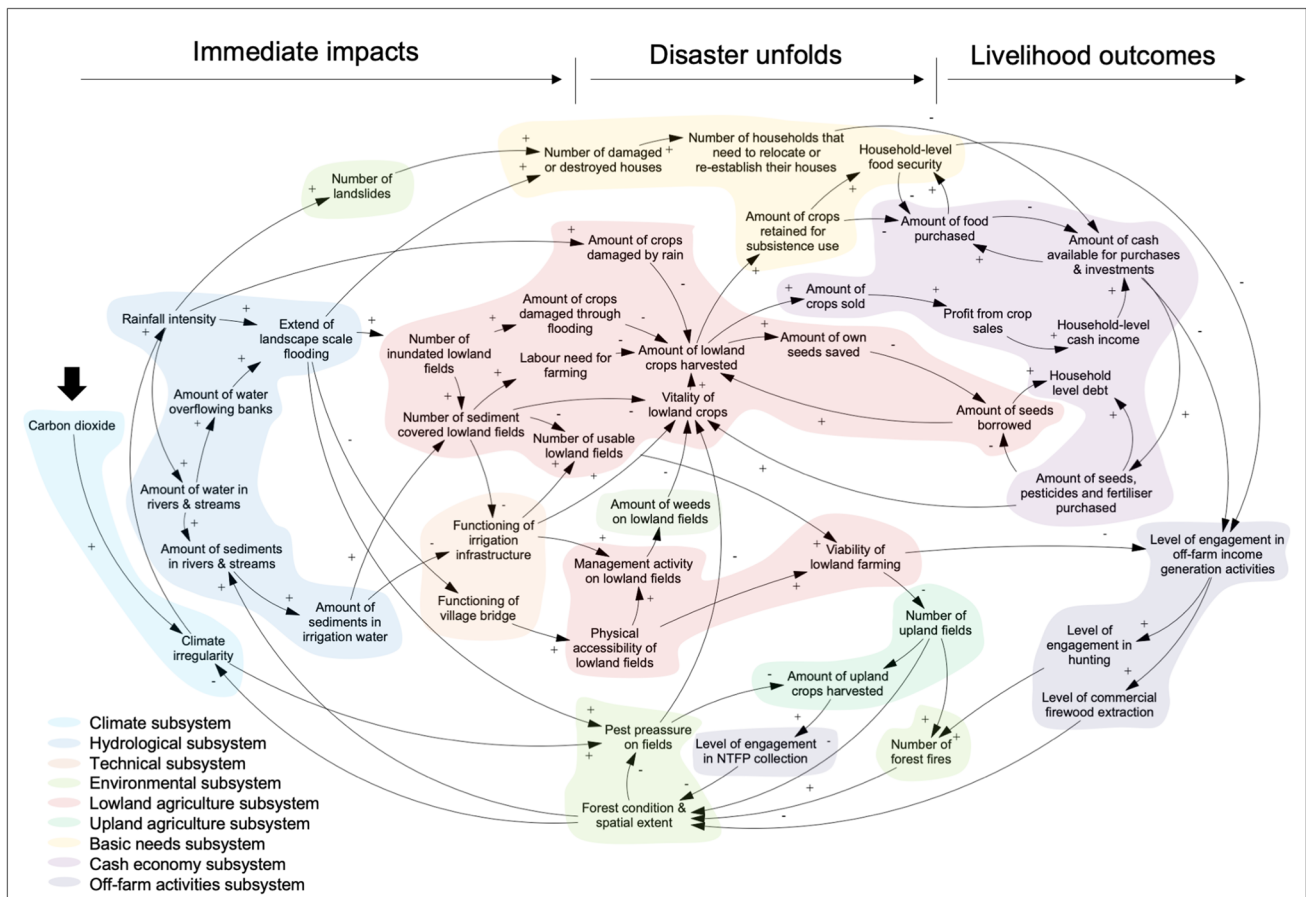 Immediate impacts
Disaster unfolds
Livelihood outcomes
Number of households that
need to relocate or
re-establish their houses
Number of damaged
or destroyed houses
Household-level
food security
Number of
landslides
Amount of crops
retained for
subsistence use
Amount of food
purchased
Amount of cash
available for purchases
& investments
Amount of crops
damaged by rain
Rainfall intensity
Extend of
landscape scale
flooding
Amount of crops
damaged through
flooding
Number of
inundated lowland
fields
Labour need for
farming
Amount of lowland
crops harvested
Amount of
crops sold
Profit from crop
sales
Household-level
cash income
Amount of own
seeds saved
Household
level debt
Amount of seeds
borrowed
Amount of water
overflowing banks
Number of sediment
covered lowland fields
Vitality of
lowland crops
Number of usable
lowland fields
Carbon dioxide
Amount of water in
rivers & streams
Amount of sediments
in rivers & streams
Functioning of
irrigation
infrastructure
Amount of weeds
on lowland fields
Amount of seeds,
pesticides and fertiliser
purchased
Management activity
on lowland fields
Viability of
lowland farming
Level of engagement in
off-farm income
generation activities
Amount of
sediments in
irrigation water
Functioning of
village bridge
Climate
irregularity
Physical
accessibility of
lowland fields
Number of
upland fields
Level of
engagement in
hunting
Amount of upland
crops harvested
Level of commercial
firewood extraction
Pest preassure
on fields
Level of engagement
in NTFP collection
Number of
forest fires
Forest condition &
spatial extent
Climate subsystem
Hydrological subsystem
Technical subsystem
Environmental subsystem
Lowland agriculture subsystem
Upland agriculture subsystem
Basic needs subsystem
Cash economy subsystem
Off-farm activities subsystem